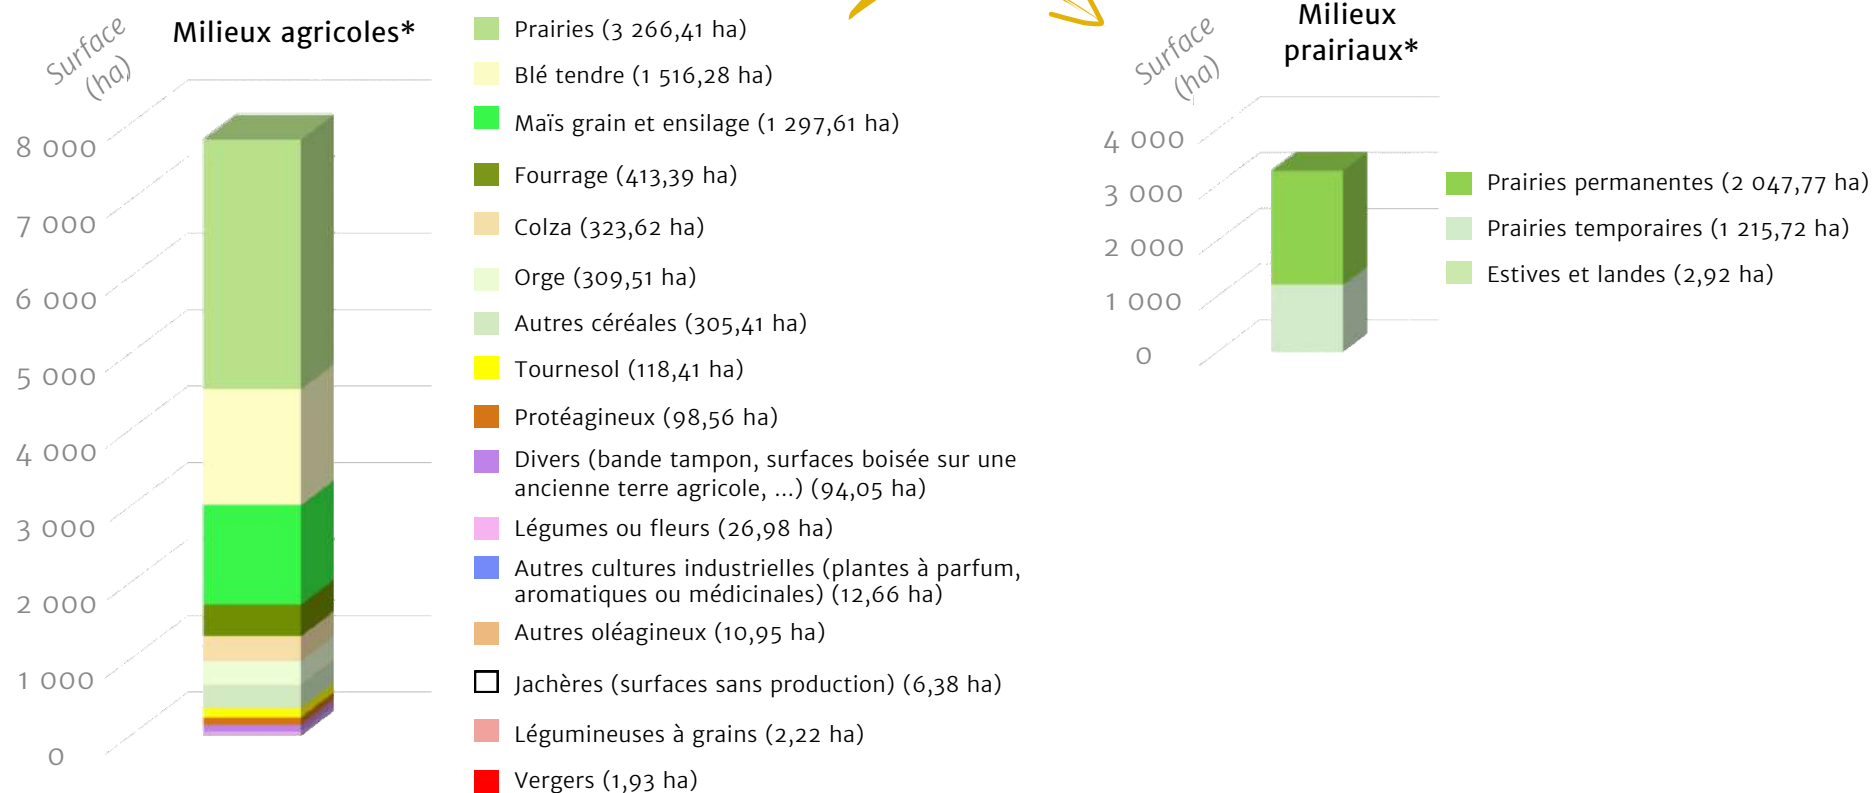 Surface
(ha)
Milieux agricoles*
8 000
7 000
6 000
5 000
4 000
3 000
2 000
1 000
0
Prairies (3 266,41 ha)
Blé tendre (1 516,28 ha)
Maïs grain et ensilage (1 297,61 ha)
Fourrage (413,39 ha)
Colza (323,62 ha)
Orge (309,51 ha)
Autres céréales (305,41 ha)
Tournesol (118,41 ha)
Protéagineux (98,56 ha)
Divers (bande tampon, surfaces boisée sur une
ancienne terre agricole, ...) (94,05 ha)
Légumes ou fleurs (26,98 ha)
Autres cultures industrielles (plantes à parfum,
aromatiques ou médicinales) (12,66 ha)
Autres oléagineux (10,95 ha)
Jachères (surfaces sans production) (6,38 ha)
Légumineuses à grains (2,22 ha)
Vergers (1,93 ha)
Surface
(ha)
Milieux
prairiaux*
4 000
3 000
2 000
1 000
0
Prairies permanentes (2 047,77 ha)
Prairies temporaires (1 215,72 ha)
Estives et landes (2,92 ha)